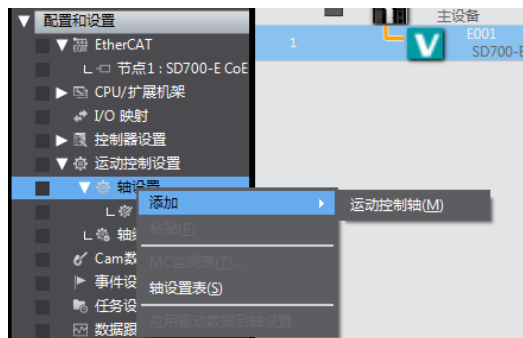 配置和设置
EtherCAT
节点1 : SD700-E CoE
CPU/扩展机架
I/O 映射
控制器设置
运动控制设置
轴设置
添加
运动控制轴(M)
粘贴(P)
MC监测表(T)...
轴设置表(S)
应用驱动数据到轴设置
Cam数
事件设
任务设
数据跟
主设备
1
E001
SD700-E